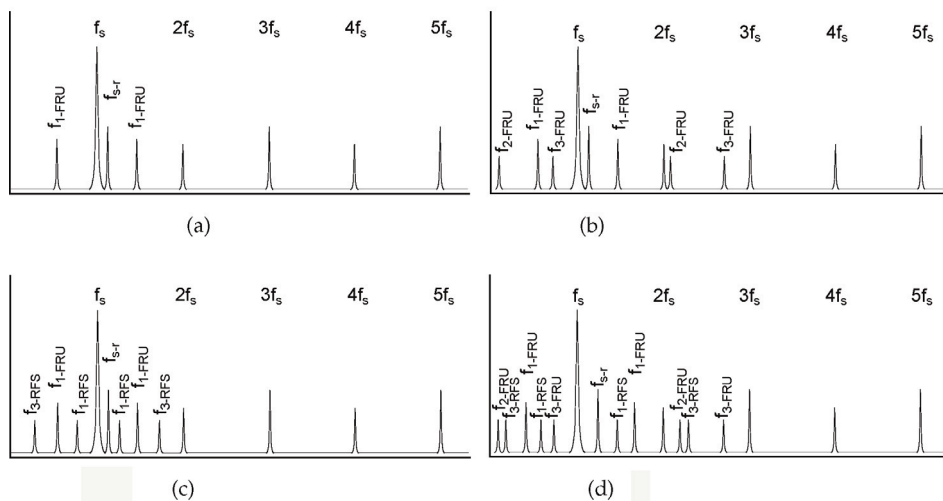 fs 2fs 3fs 4fs 5fs
f1-FRU fs-r f1-FRU
(a)
fs 2fs 3fs 4fs 5fs
f2-FRU f1-FRU f3-FRU fs-r f1-FRU f2-FRU f3-FRU
(b)
fs 2fs 3fs 4fs 5fs
f3-RFS f1-FRU f1-RFS fs-r f1-RFS f1-FRU f3-RFS
(c)
fs 2fs 3fs 4fs 5fs
f2-FRU f3-RFS f1-FRU f1-RFS f3-FRU fs-r f1-RFS f1-FRU f2-FRU f3-RFS f3-FRU
(d)